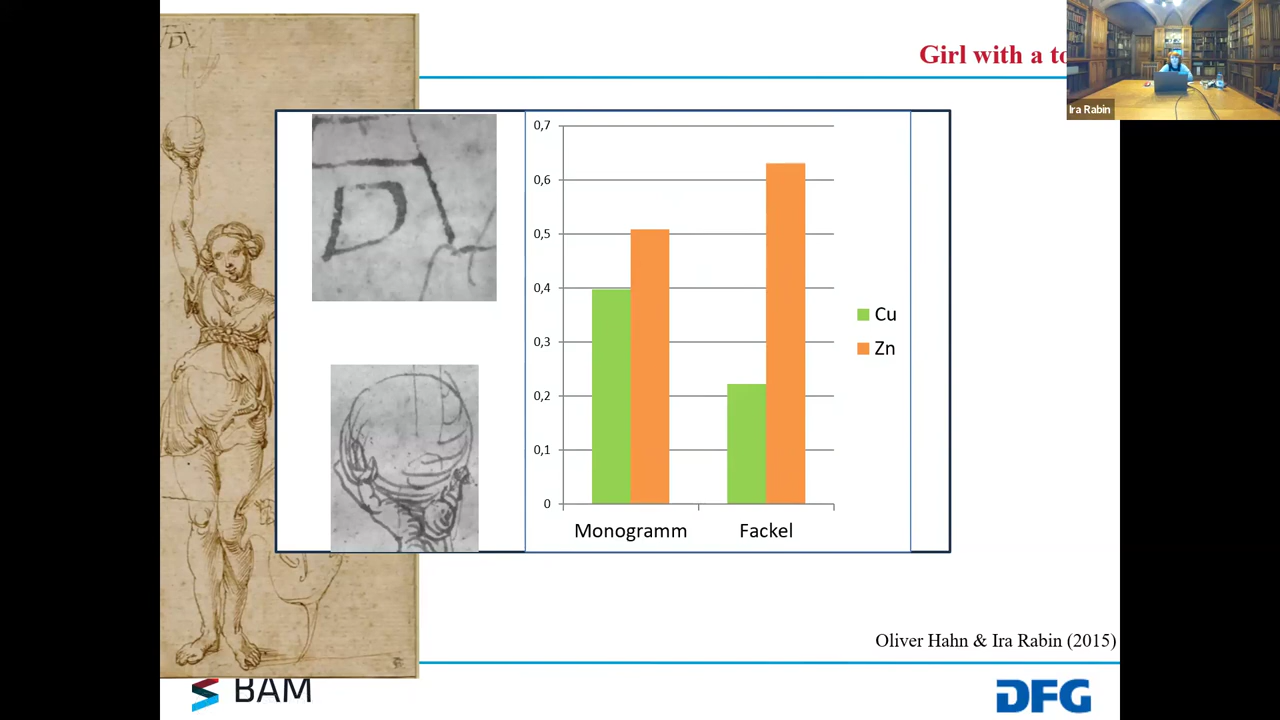 Girl with a to
Ira Rabin
AD
0,7
0,6
0,5
0,4
0,3
0,2
0,1
0
Monogramm
Fackel
Cu
Zn
Oliver Hahn & Ira Rabin (2015)
BAM
DFG